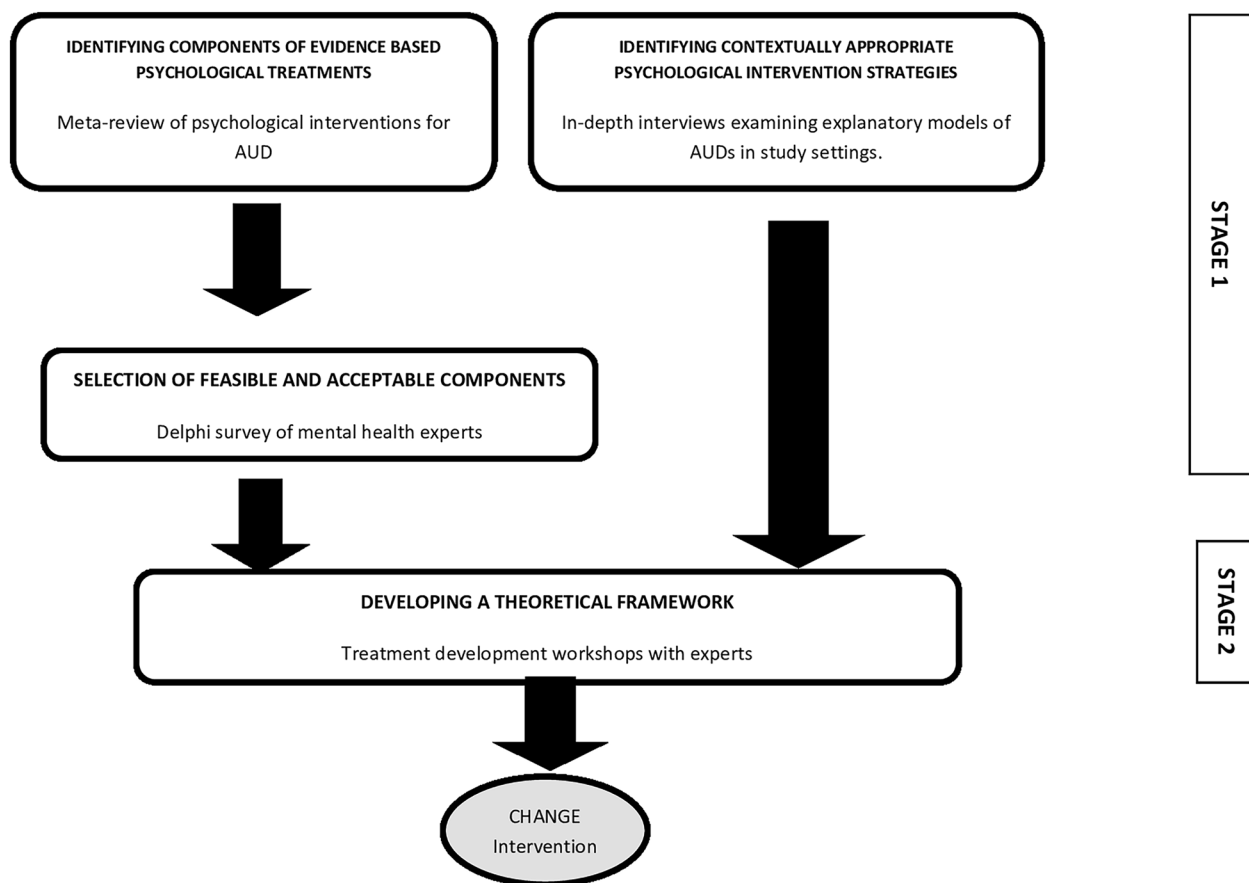 IDENTIFYING COMPONENTS OF EVIDENCE BASED
PSYCHOLOGICAL TREATMENTS
Meta-review of psychological interventions for
AUD
IDENTIFYING CONTEXTUALLY APPROPRIATE
PSYCHOLOGICAL INTERVENTION STRATEGIES
In-depth interviews examining explanatory models of
AUDs in study settings.
STAGE 1
SELECTION OF FEASIBLE AND ACCEPTABLE COMPONENTS
Delphi survey of mental health experts
DEVELOPING A THEORETICAL FRAMEWORK
Treatment development workshops with experts
STAGE 2
CHANGE
Intervention